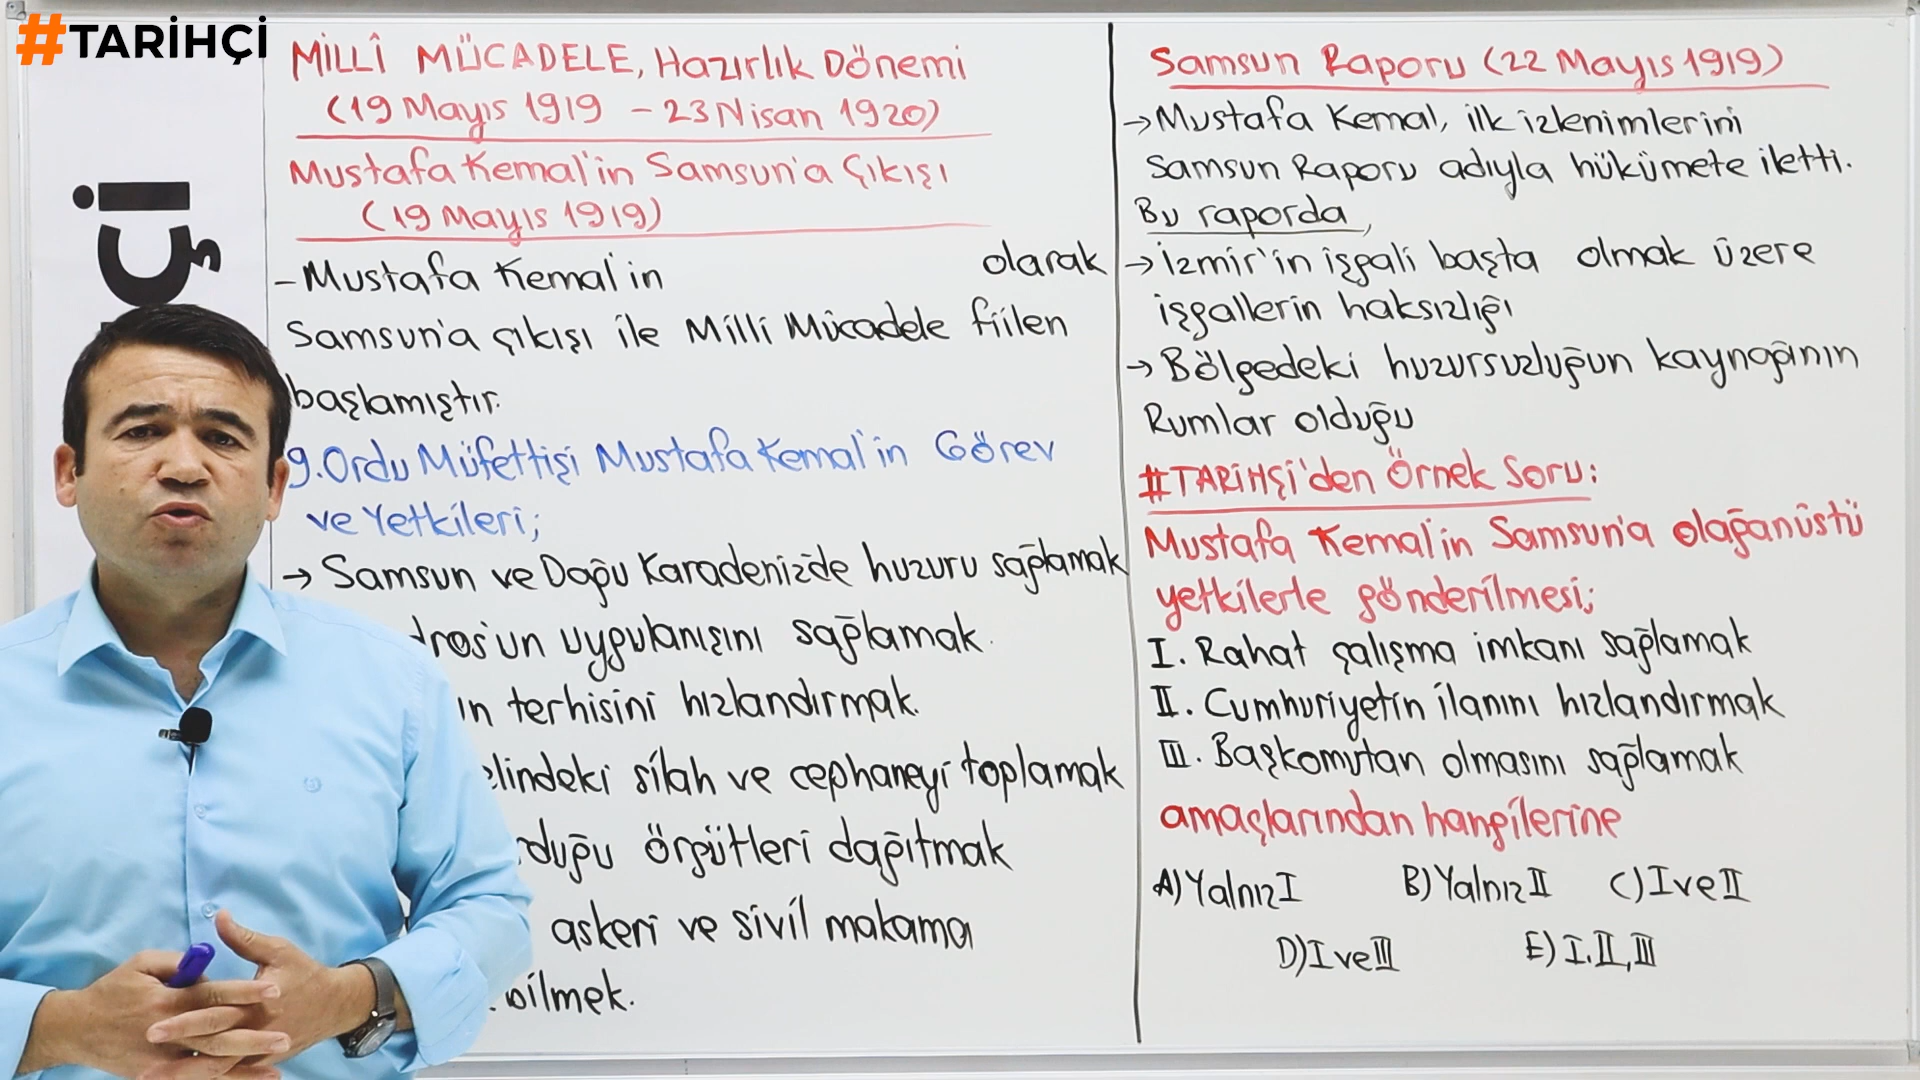 #TARİHÇİ
Çİ
MİLLÎ MÜCADELE, Hazırlık Dönemi
(19 Mayıs 1919 - 23 Nisan 1920)
Mustafa Kemal'in Samsun'a Çıkışı
(19 Mayıs 1919)
- Mustafa Kemal'in olarak
Samsun'a çıkışı ile Milli Mücadele fiilen
başlamıştır.
9. Ordu Müfettişi Mustafa Kemal'in Görev
ve Yetkileri;
→ Samsun ve Doğu Karadeniz'de huzuru sağlamak
dros'un uygulanışını sağlamak.
ın terhisini hızlandırmak.
elindeki silah ve cephaneyi toplamak
rduğu örgütleri dağıtmak
askeri ve sivil makama
bilmek.
Samsun Raporu (22 Mayıs 1919)
→ Mustafa Kemal, ilk izlenimlerini
Samsun Raporu adıyla hükümete iletti.
Bu raporda,
→ İzmir'in işgali başta olmak üzere
işgallerin haksızlığı
→ Bölgedeki huzursuzluğun kaynağının
Rumlar olduğu
#TARİHÇİ'den Örnek Soru:
Mustafa Kemal'in Samsun'a olağanüstü
yetkilerle gönderilmesi;
I. Rahat çalışma imkanı sağlamak
II. Cumhuriyetin ilanını hızlandırmak
III. Başkomutan olmasını sağlamak
amaçlarından hangilerine
A) Yalnız I B) Yalnız II C) I ve II
D) I ve III E) I, II, III